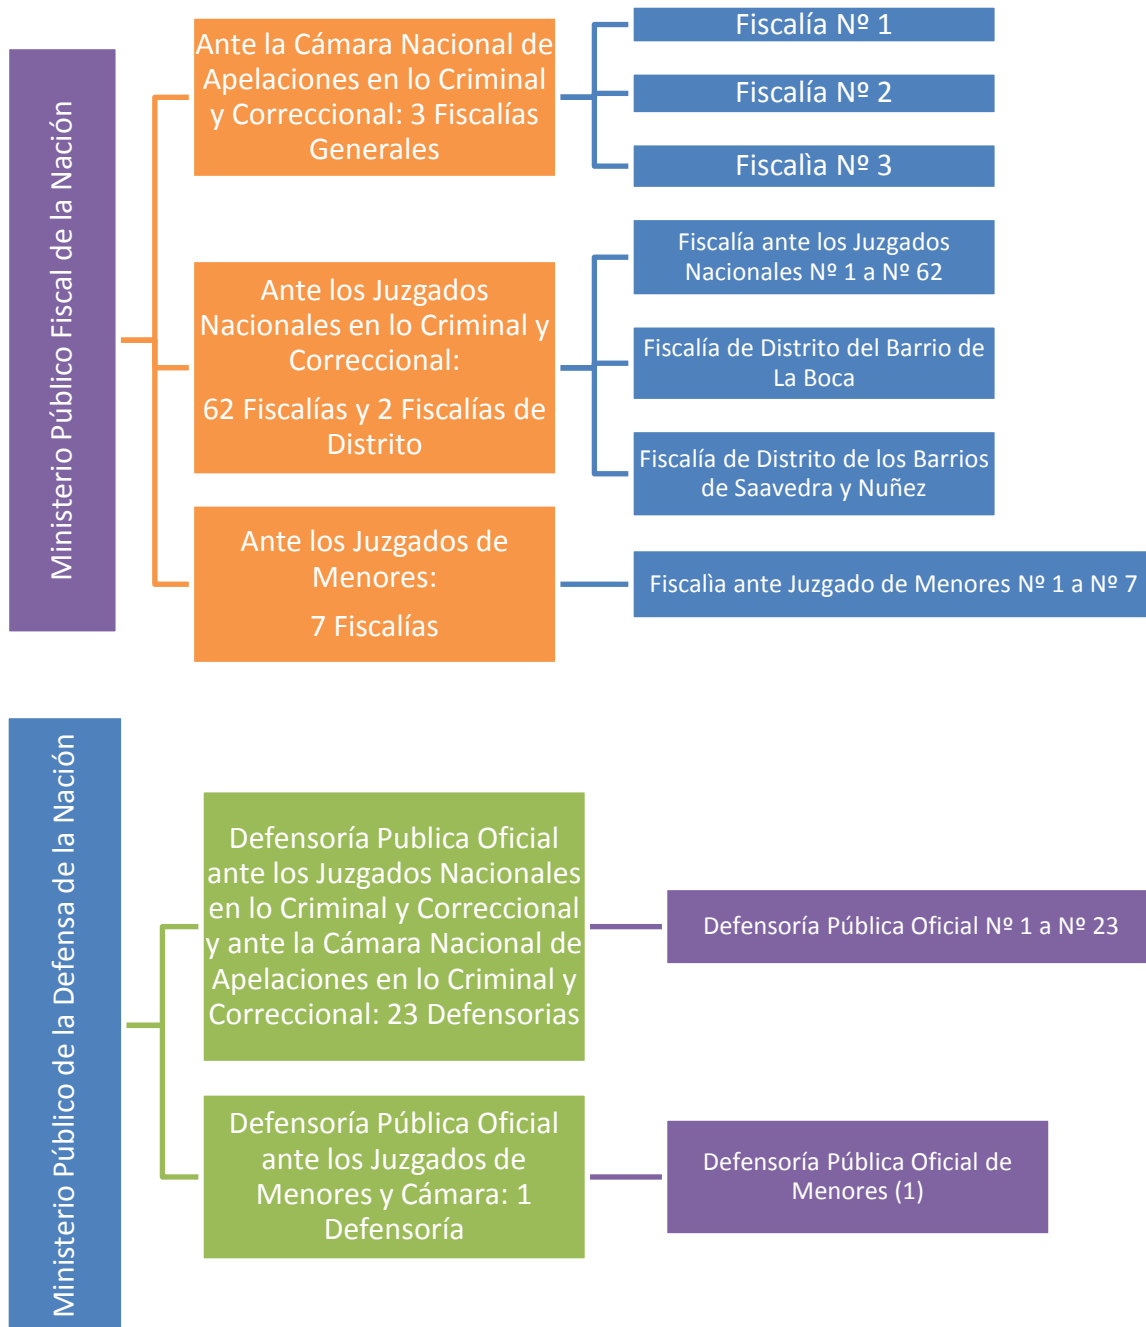 Ministerio Público Fiscal de la Nación
Ante la Cámara Nacional de
Apelaciones en lo Criminal
y Correccional: 3 Fiscalías
Generales
Fiscalía Nº 1
Fiscalía Nº 2
Fiscalìa Nº 3
Ante los Juzgados
Nacionales en lo Criminal y
Correccional:
62 Fiscalías y 2 Fiscalías de
Distrito
Fiscalía ante los Juzgados
Nacionales Nº 1 a Nº 62
Fiscalía de Distrito del Barrio de
La Boca
Fiscalía de Distrito de los Barrios
de Saavedra y Nuñez
Ante los Juzgados de
Menores:
7 Fiscalías
Fiscalìa ante Juzgado de Menores Nº 1 a Nº 7
Ministerio Público de la Defensa de la Nación
Defensoría Publica Oficial
ante los Juzgados Nacionales
en lo Criminal y Correccional
y ante la Cámara Nacional de
Apelaciones en lo Criminal y
Correccional: 23 Defensorias
Defensoría Pública Oficial Nº 1 a Nº 23
Defensoría Pública Oficial
ante los Juzgados de
Menores y Cámara: 1
Defensoría
Defensoría Pública Oficial de
Menores (1)